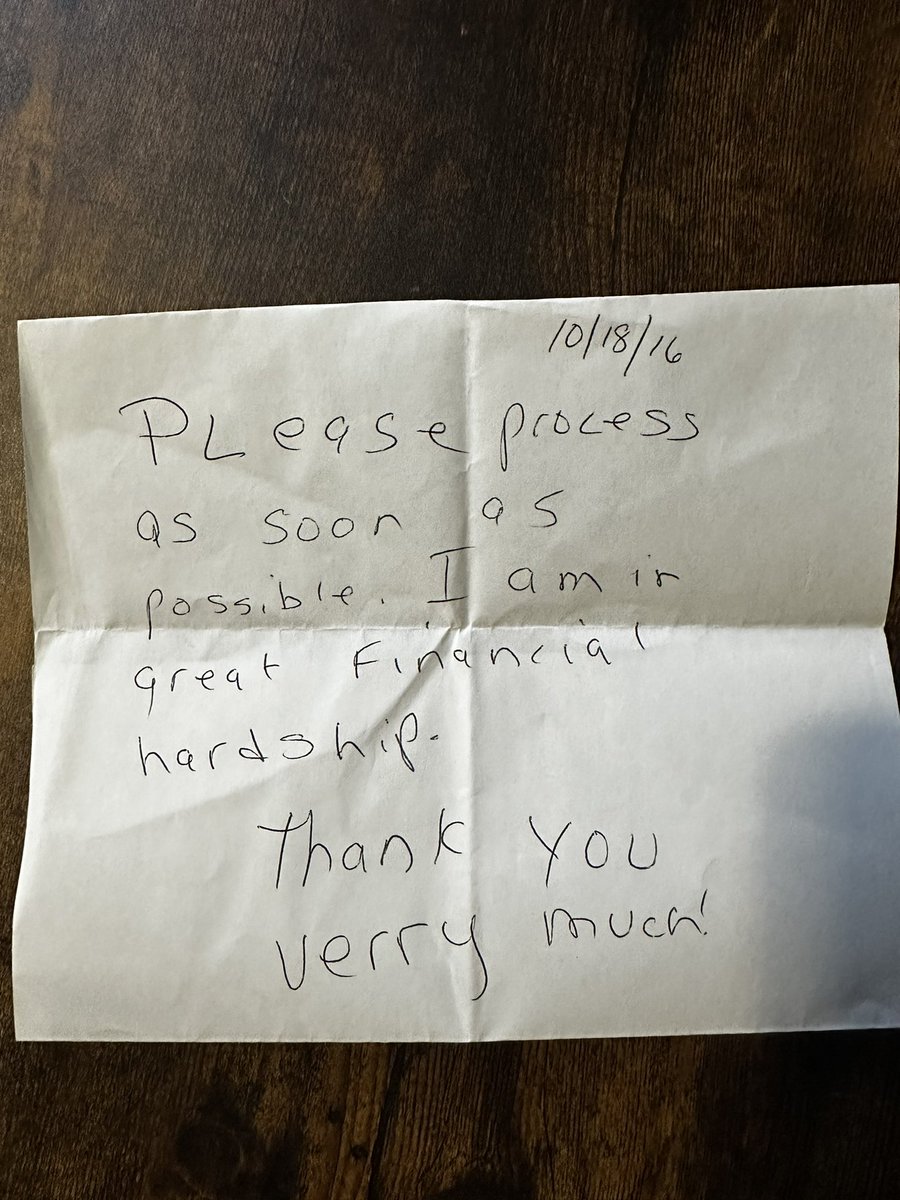 10/18/16
PLease process
as soon as
possible. I am in
great Financial
hardship.
Thank You
verry much!